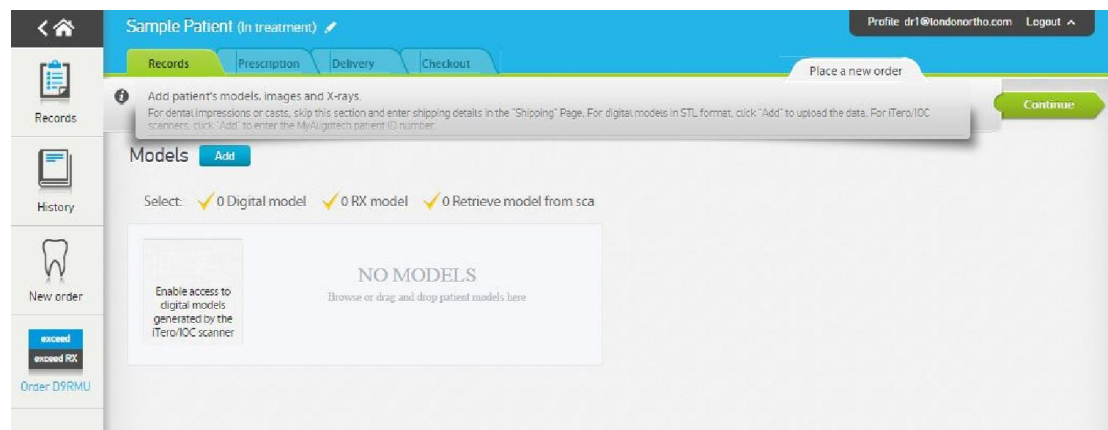 Sample Patient (In treatment)
Profile dr1@londonortho.com Logout
Records Prescription Delivery Checkout
Place a new order
Add patient's models, images and X-rays.
For dental impressions or casts, skip this section and enter shipping details in the "Shipping" Page. For digital models in STL format, click "Add" to upload the data. For iTero/IOC
scanners, click "Add" to enter the MyAligntech patient ID number
Continue
Records
Models Add
Select: 0 Digital model 0 RX model 0 Retrieve model from sca
History
NO MODELS
Browse or drag and drop patient models here
Enable access to
digital models
generated by the
iTero/IOC scanner
New order
exceed
exceed RX
Order D9RMU